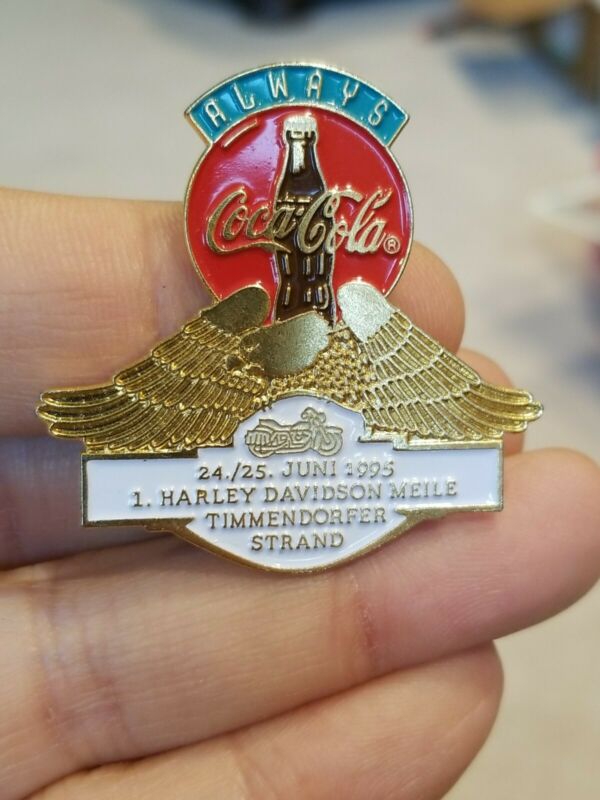 ALWAYS
Coca-Cola®
24./25. JUNI 1995
1. HARLEY DAVIDSON MEILE
TIMMENDORFER
STRAND